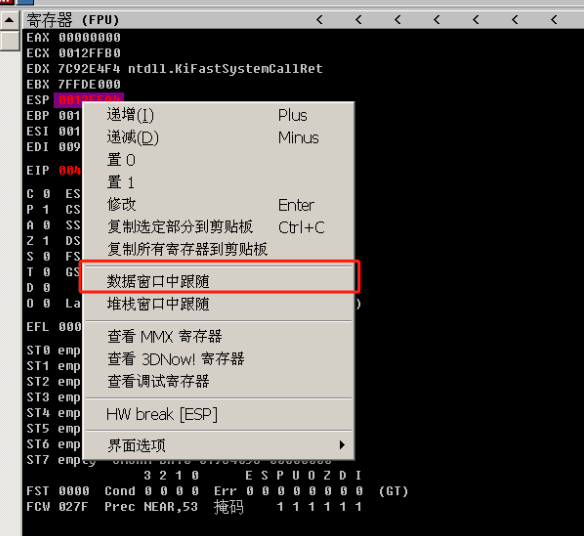 寄存器 (FPU) < < < < < < <
EAX 00000000
ECX 0012FFB0
EDX 7C92E4F4 ntdll.KiFastSystemCallRet
EBX 7FFDE000
ESP 0012FFA4
EBP 001
ESI 001
EDI 009
EIP 004
C 0 ES
P 1 CS
A 0 SS
Z 1 DS
S 0 FS
T 0 GS
D 0
O 0 La )
EFL 000
ST0 emp
ST1 emp
ST2 emp
ST3 emp
ST4 emp
ST5 emp
ST6 emp
ST7 empty
3 2 1 0 E S P U O Z D I
FST 0000 Cond 0 0 0 0 Err 0 0 0 0 0 0 0 0 (GT)
FCW 027F Prec NEAR,53 掩码 1 1 1 1 1 1
递增(I) Plus
递减(D) Minus
置 0
置 1
修改 Enter
复制选定部分到剪贴板 Ctrl+C
复制所有寄存器到剪贴板
数据窗口中跟随
堆栈窗口中跟随
查看 MMX 寄存器
查看 3DNow! 寄存器
查看调试寄存器
HW break [ESP]
界面选项